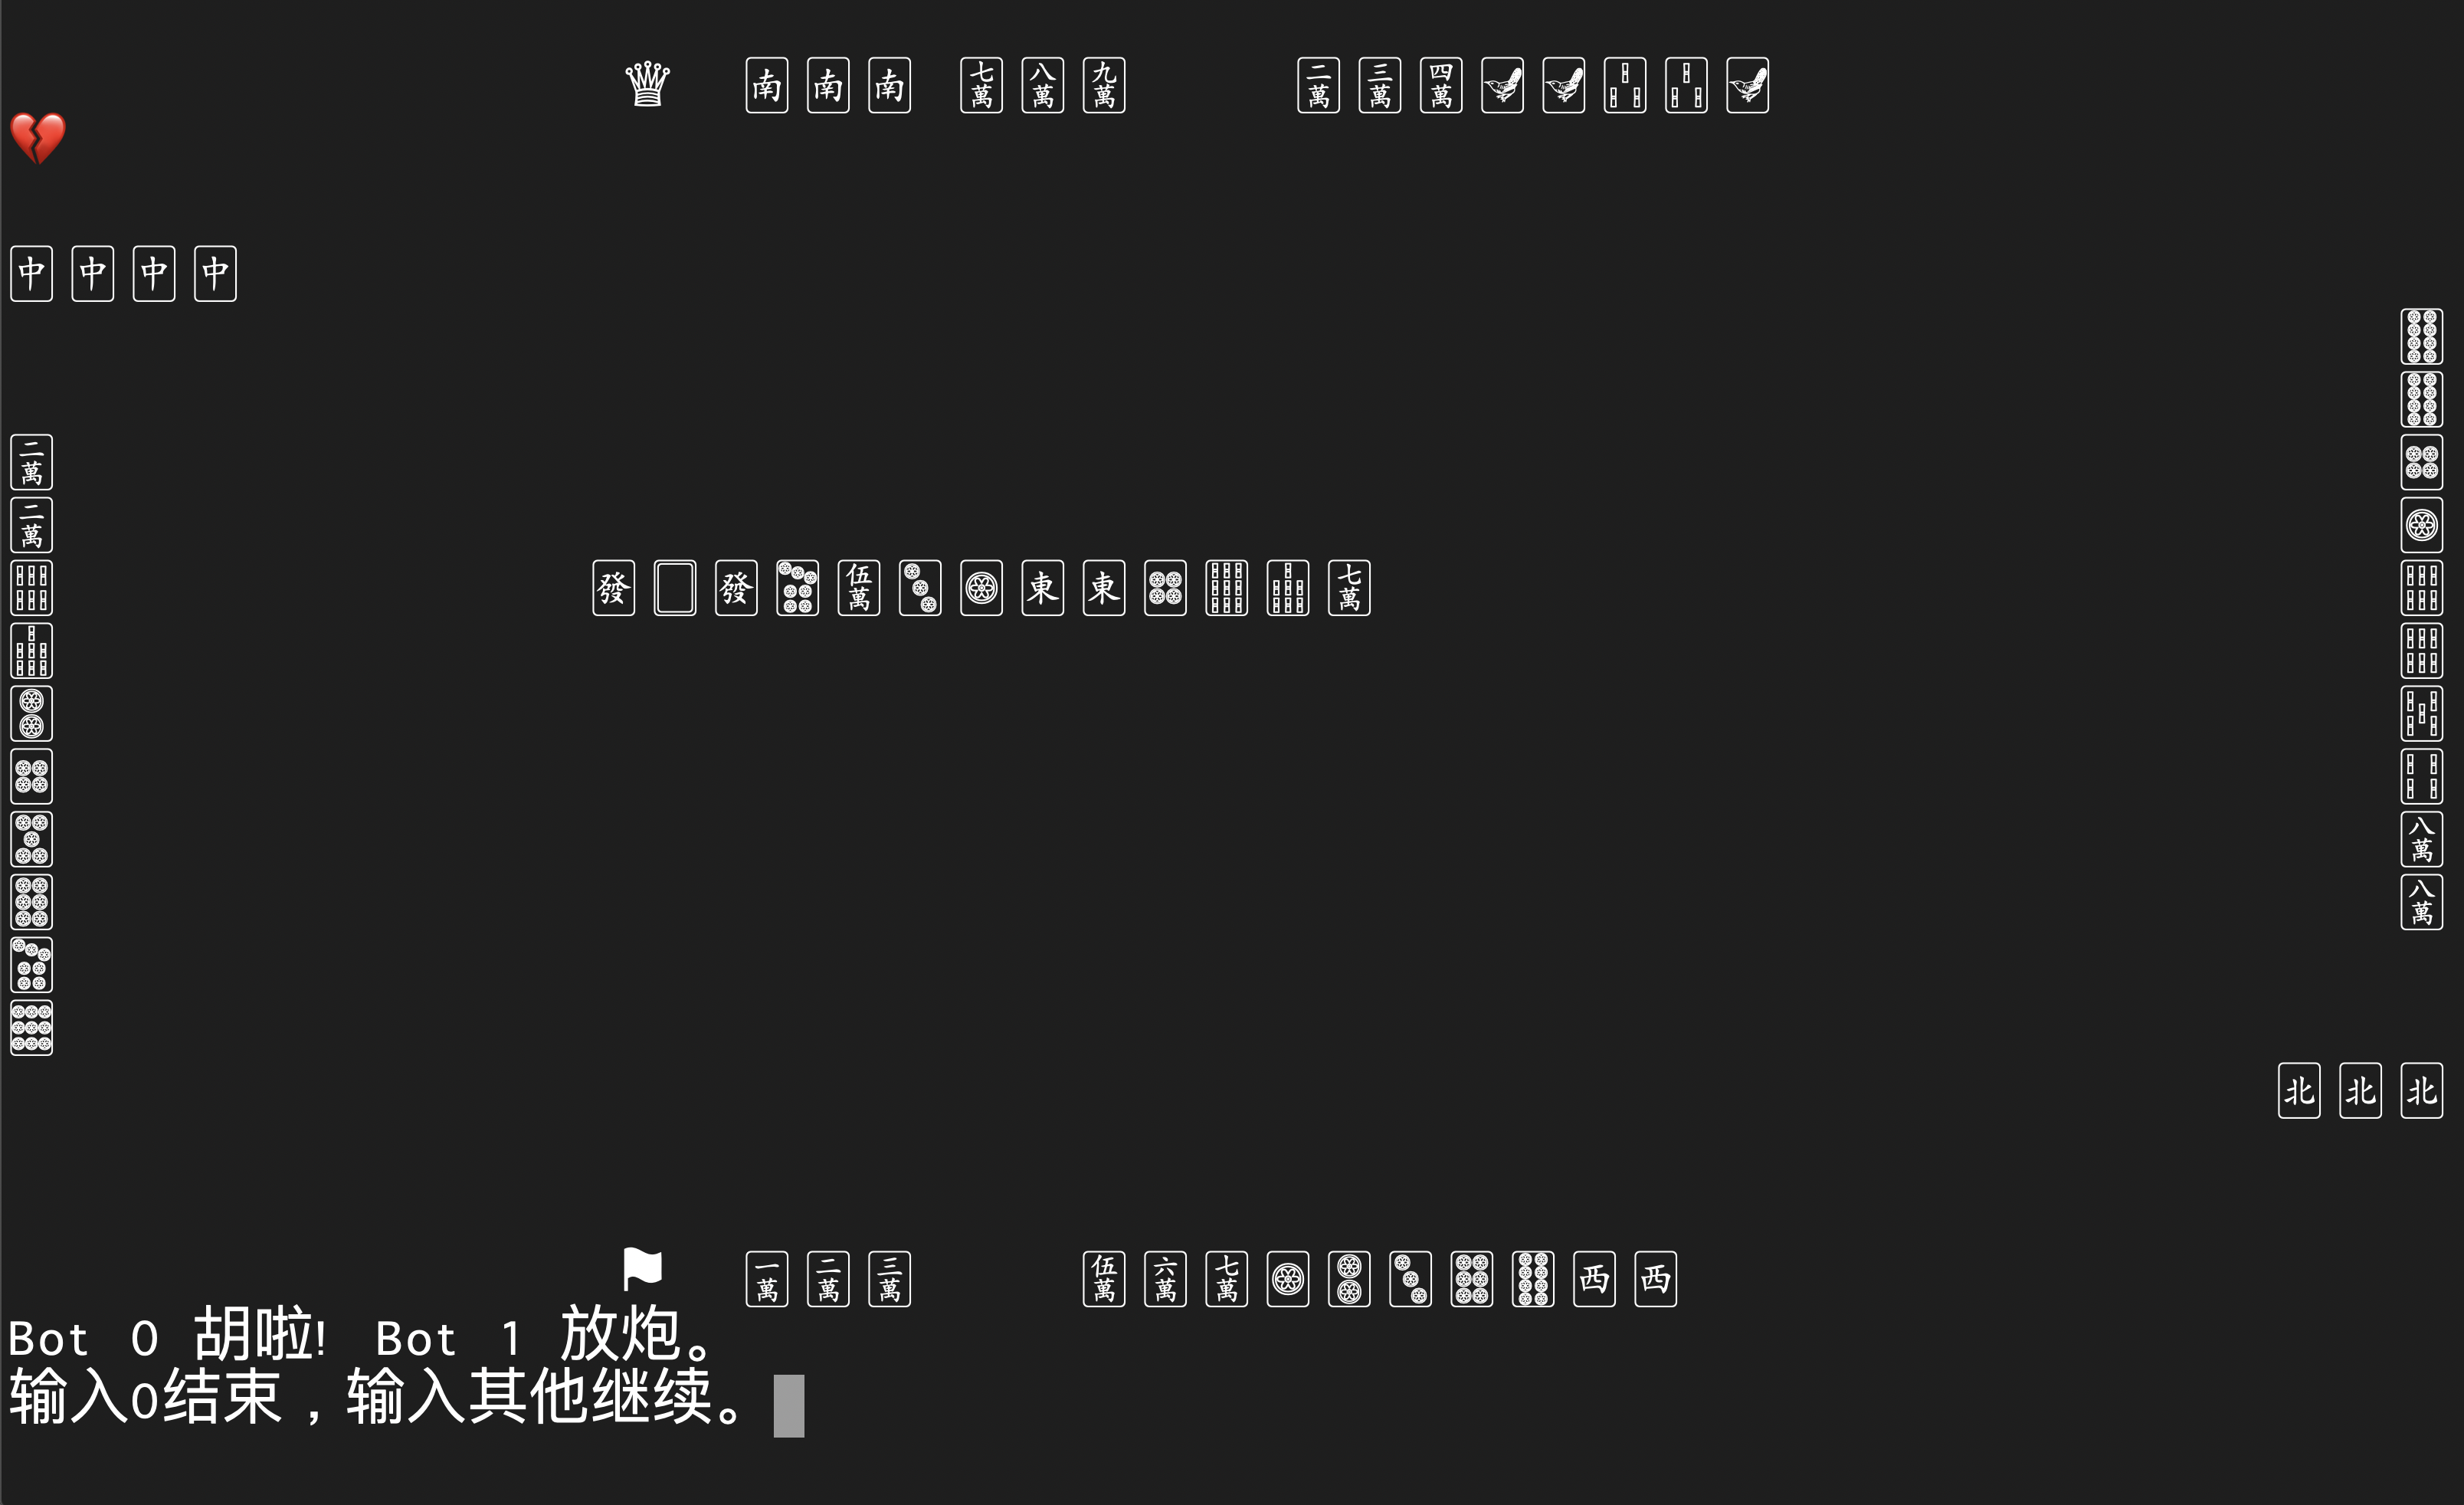 南 南 南 七萬 八萬 九萬 二萬 三萬 四萬
中 中 中 中
二萬
二萬
發 發 伍萬 東 東 七萬
八萬
八萬
北 北 北
一萬 二萬 三萬 伍萬 六萬 七萬 西 西
Bot 0 胡啦! Bot 1 放炮。
输入0结束,输入其他继续。